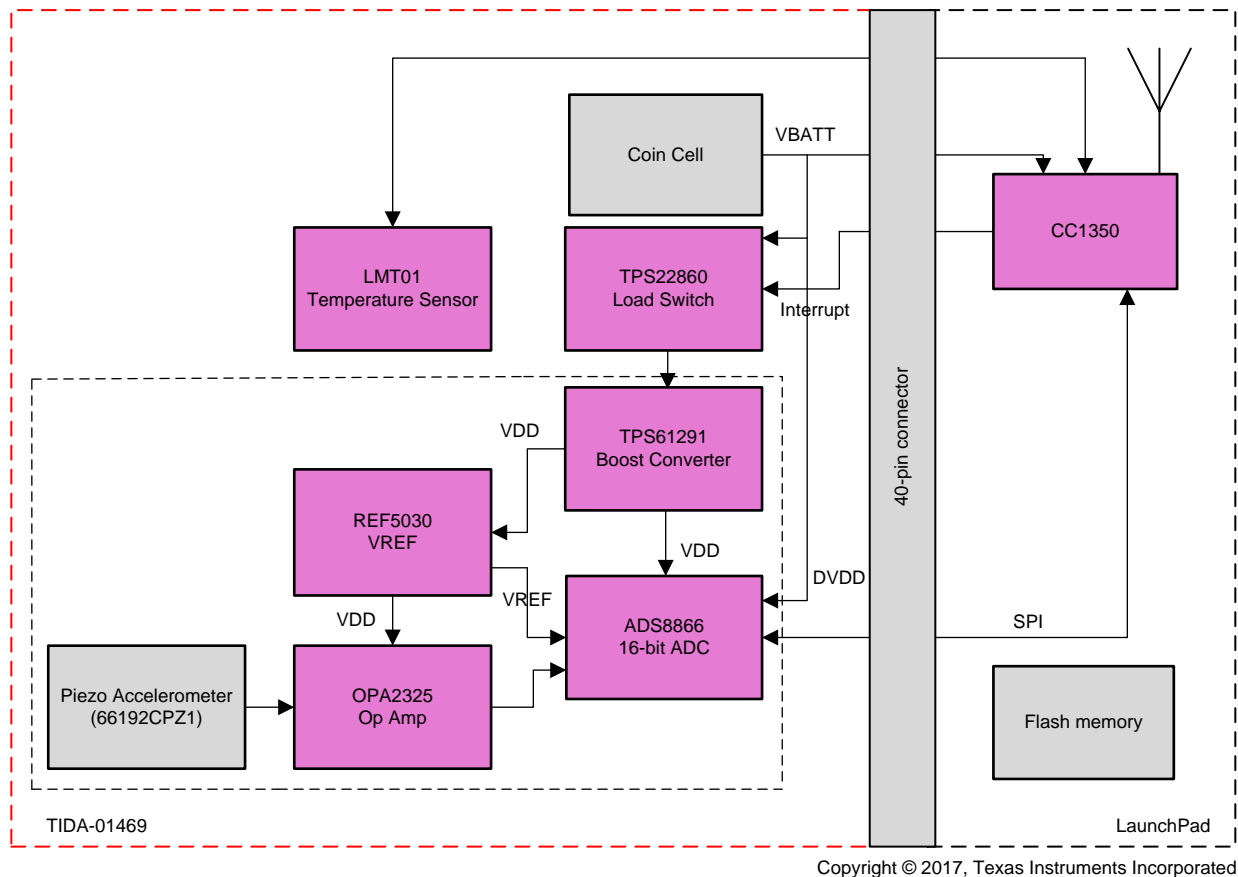 VBATT
Coin Cell
CC1350
LMT01
Temperature Sensor
TPS22860
Load Switch
Interrupt
40-pin connector
TPS61291
Boost Converter
VDD
REF5030
VREF
VDD
DVDD
VREF
VDD
ADS8866
16-bit ADC
SPI
Piezo Accelerometer
(66192CPZ1)
OPA2325
Op Amp
Flash memory
TIDA-01469
LaunchPad
Copyright © 2017, Texas Instruments Incorporated